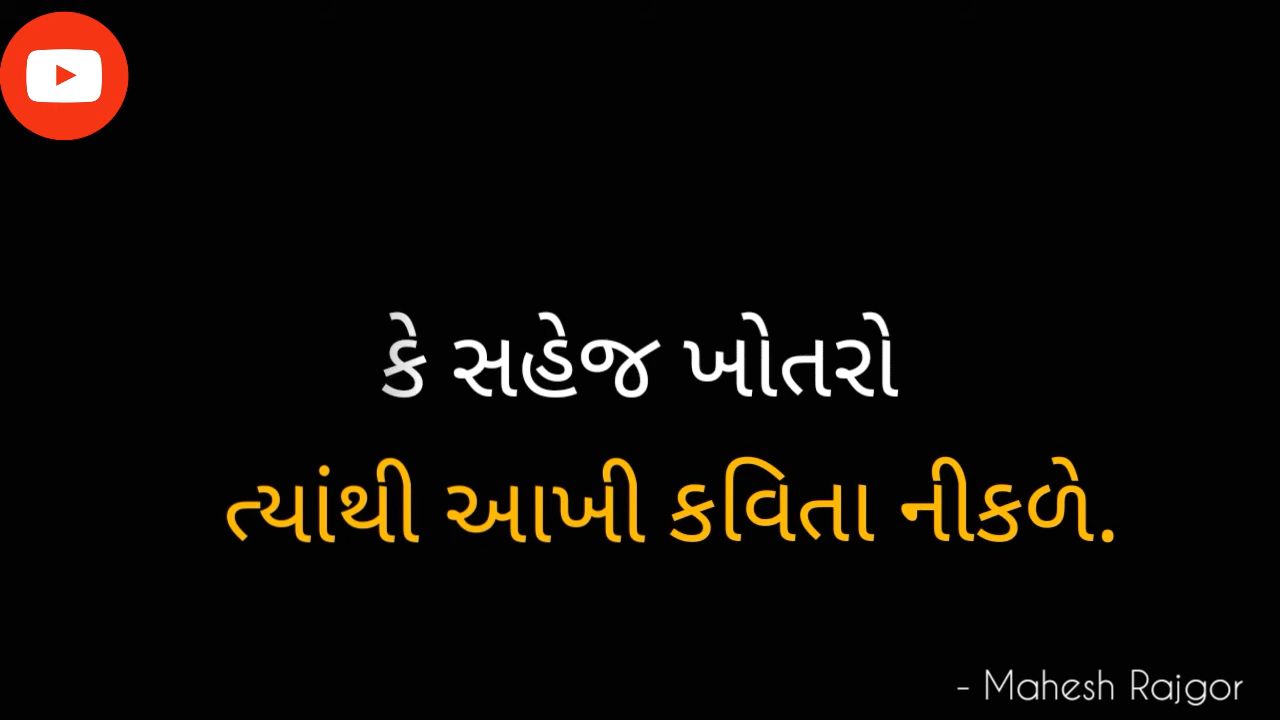 કે સહેજ ખોતરો
ત્યાંથી આખી કવિતા નીકળે.
- Mahesh Rajgor